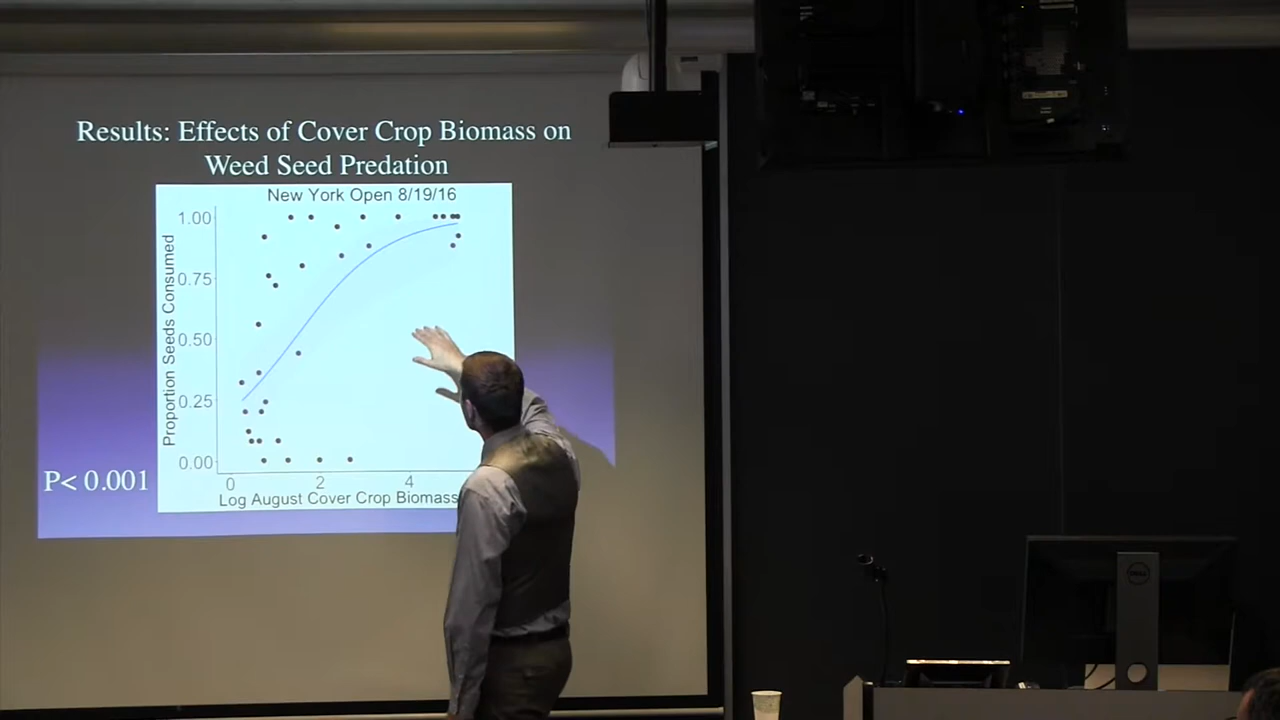 Results: Effects of Cover Crop Biomass on
Weed Seed Predation
New York Open 8/19/16
Proportion Seeds Consumed
1.00
0.75
0.50
0.25
0.00
0 2 4
Log August Cover Crop Biomass
P< 0.001
DELL